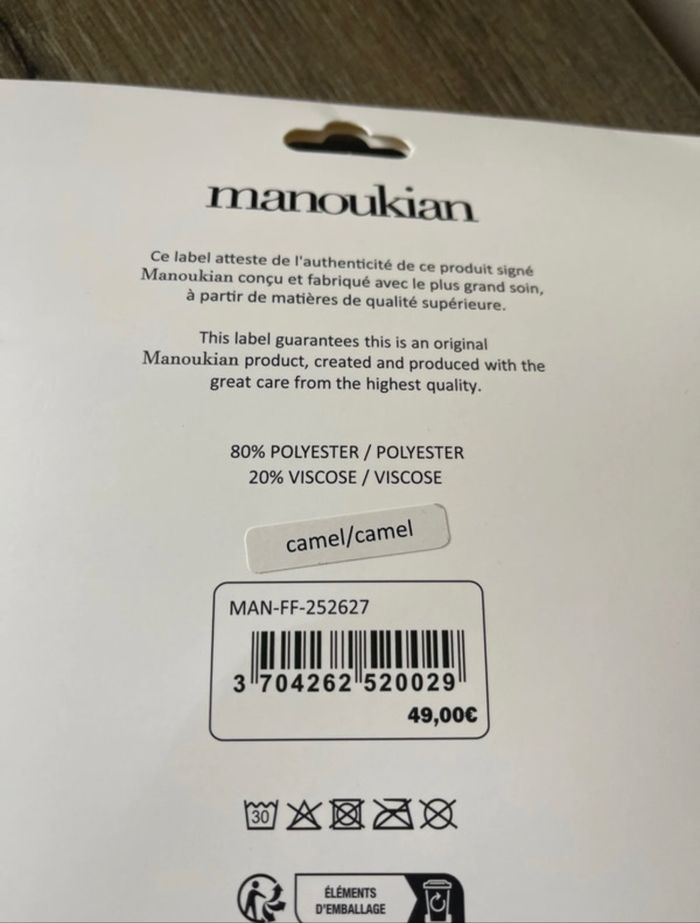 manoukian
Ce label atteste de l'authenticité de ce produit signé
Manoukian conçu et fabriqué avec le plus grand soin,
à partir de matières de qualité supérieure.
This label guarantees this is an original
Manoukian product, created and produced with the
great care from the highest quality.
80% POLYESTER / POLYESTER
20% VISCOSE / VISCOSE
camel/camel
MAN-FF-252627
3 704262 520029
49,00€
30
ÉLÉMENTS
D'EMBALLAGE